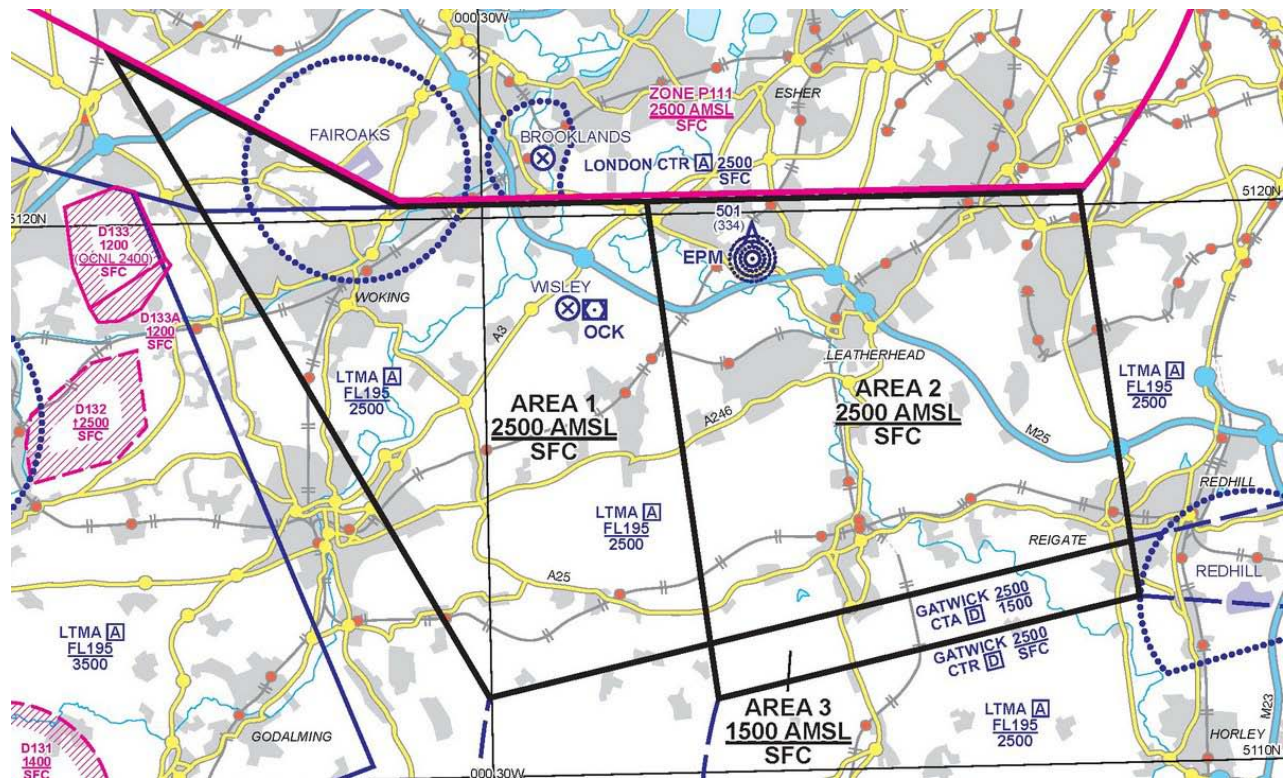 000 30W
ZONE P111
2500 AMSL
SFC
ESHER
FAIROAKS
BROOKLANDS
LONDON CTR A 2500
SFC
5120N
5120N
D133
1200
(OCNL 2400)
SFC
501
(334)
EPM
WISLEY
OCK
WOKING
D133A
1200
SFC
A3
LEATHERHEAD
LTMA A
FL195
2500
LTMA A
FL195
2500
D132
†2500
SFC
AREA 1
2500 AMSL
SFC
AREA 2
2500 AMSL
SFC
A246
M25
REDHILL
LTMA A
FL195
2500
REIGATE
REDHILL
A25
GATWICK 2500
CTA D 1500
GATWICK 2500
CTR D SFC
LTMA A
FL195
3500
AREA 3
1500 AMSL
SFC
LTMA A
FL195
2500
GODALMING
M23
HORLEY
D131
1400
SFC
000 30W
5110N